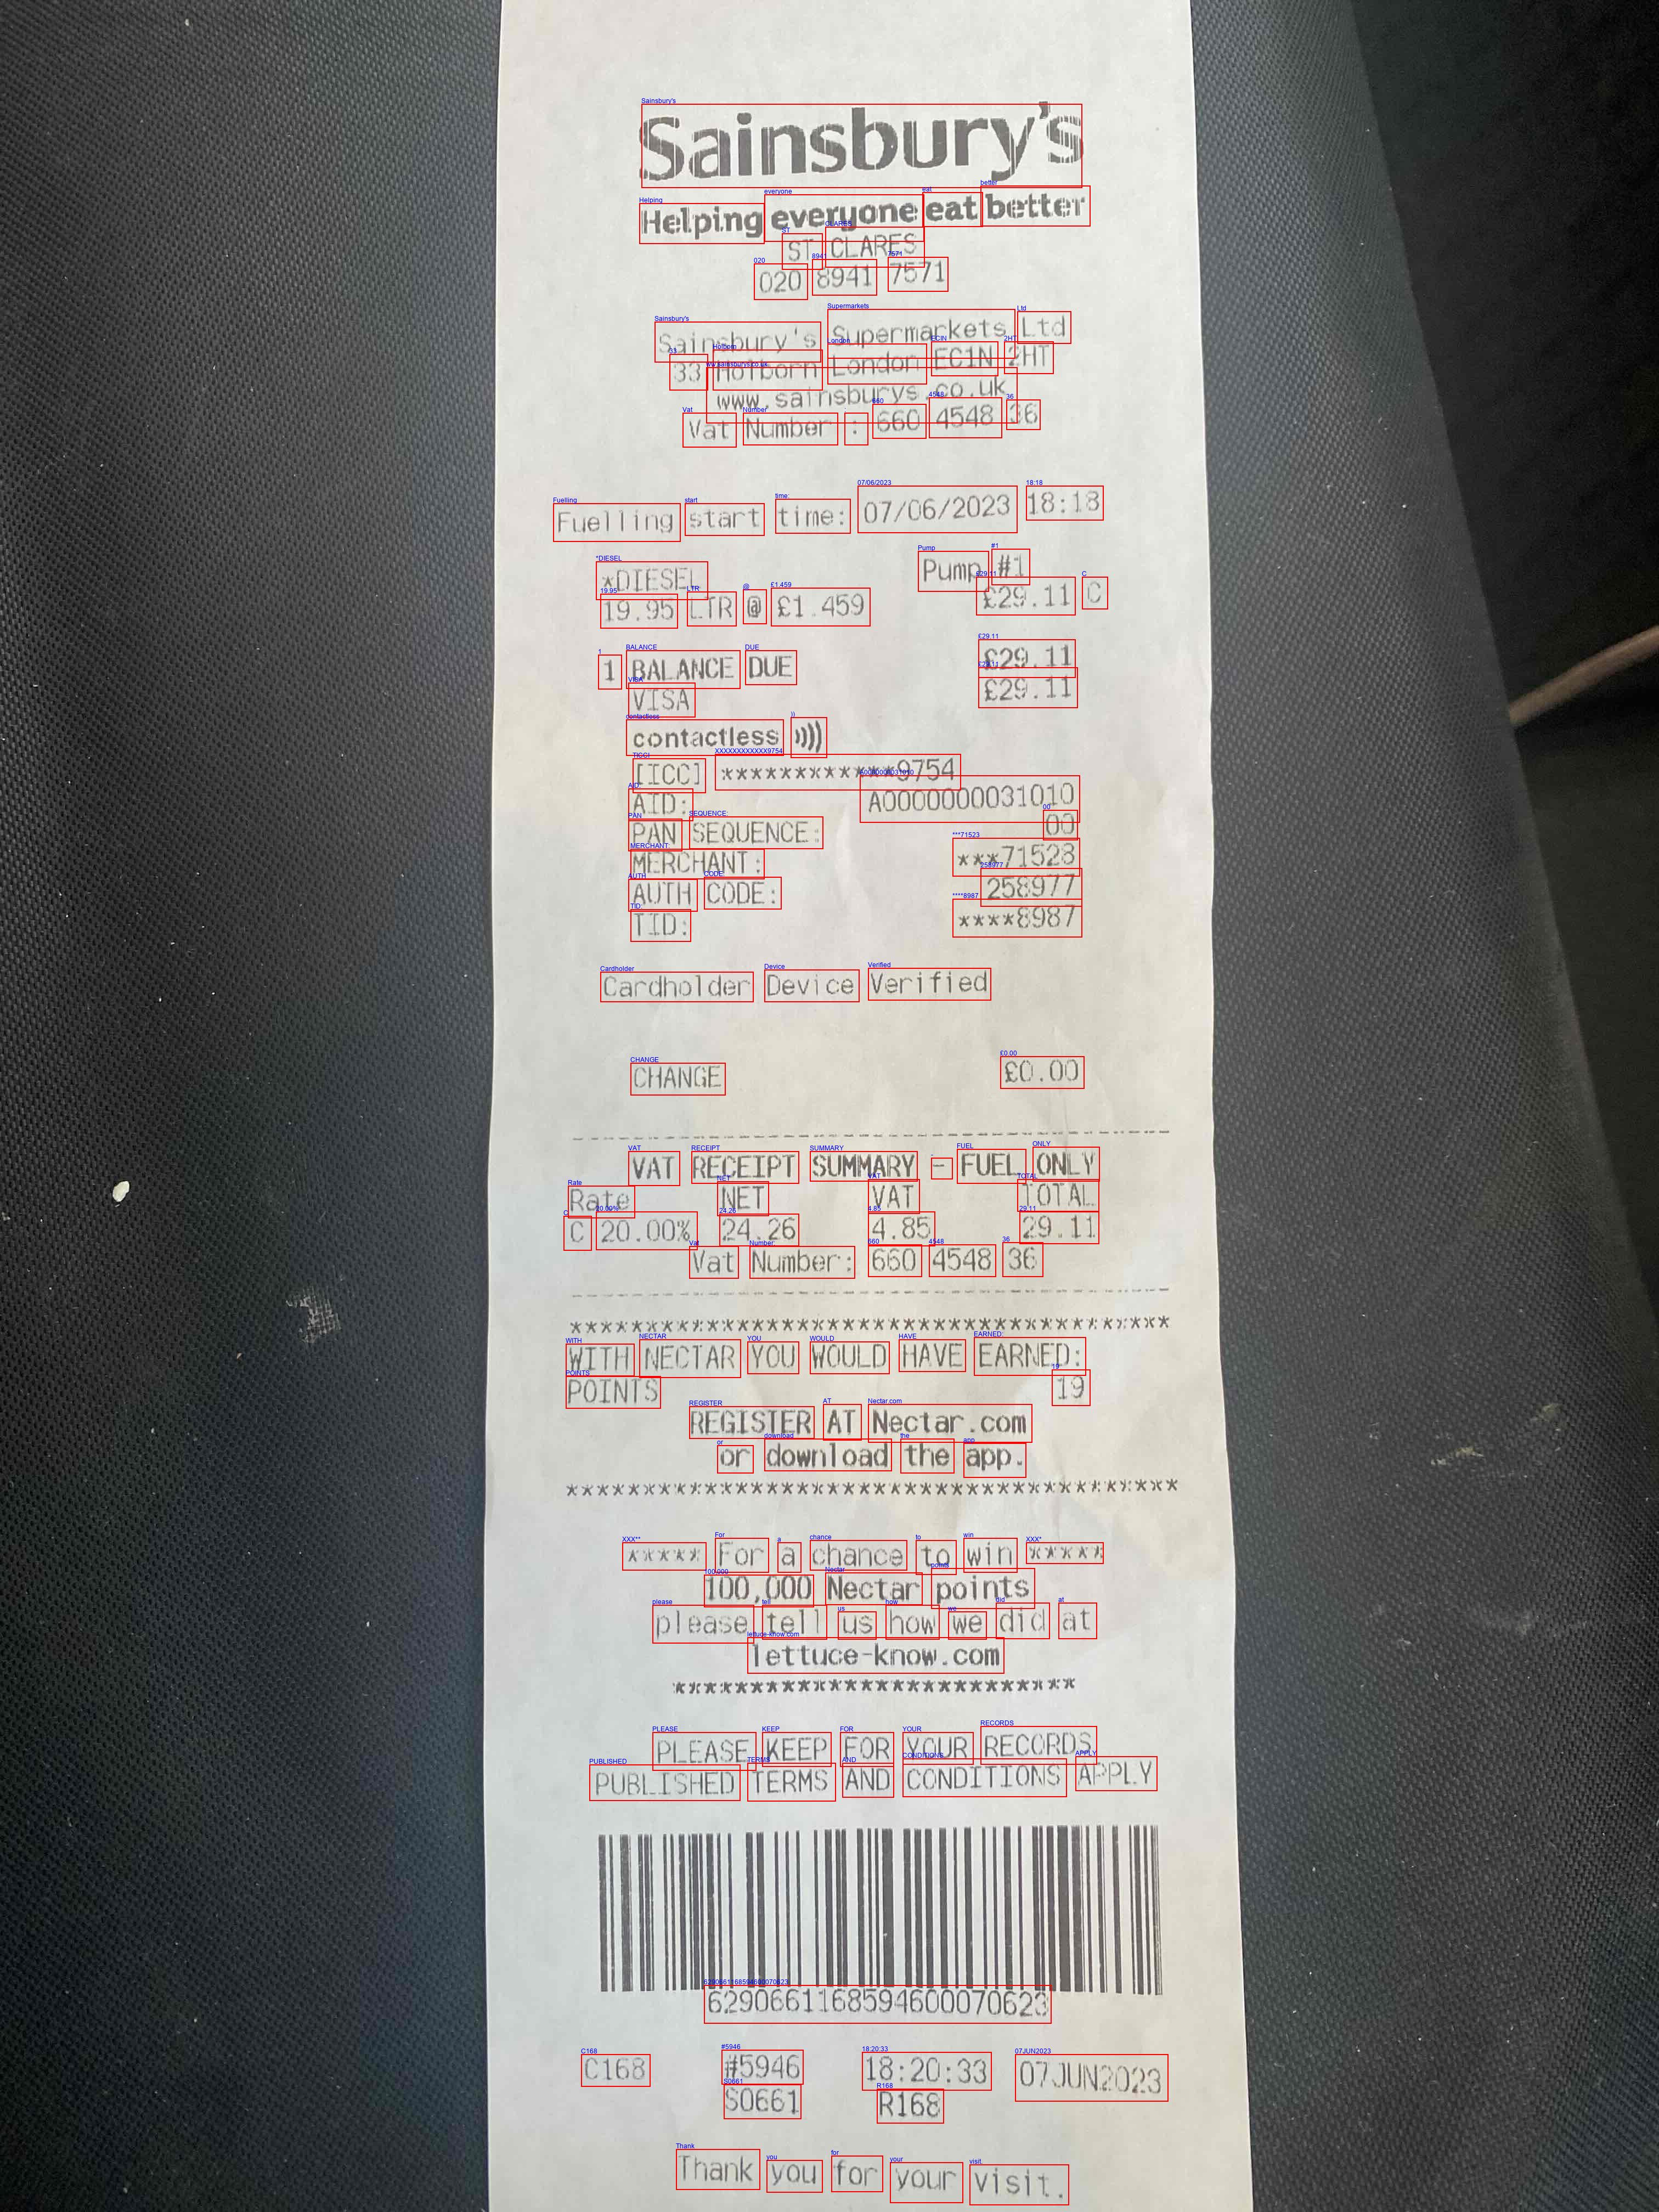 Sainsbury's
Helping everyone eat better
ST CLARES
020 8941 7571
Sainsbury's Supermarkets Ltd
33 Holborn London EC1N 2HT
www.sainsburys.co.uk
Vat Number : 660 4548 36
Fuelling start time: 07/06/2023 18:18
*DIESEL Pump #1
19.95 LTR @ £1.459 £29.11 C
1 BALANCE DUE £29.11
VISA £29.11
contactless
[ICC] ************9754
AID: A0000000031010
PAN SEQUENCE: 00
MERCHANT: ***71523
AUTH CODE: 258977
TID: ****8987
Cardholder Device Verified
CHANGE £0.00
VAT RECEIPT SUMMARY - FUEL ONLY
Rate NET VAT TOTAL
C 20.00% 24.26 4.85 29.11
Vat Number: 660 4548 36
***************************************
WITH NECTAR YOU WOULD HAVE EARNED:
POINTS 19
REGISTER AT Nectar.com
or download the app.
****************************************
***** For a chance to win *****
100,000 Nectar points
please tell us how we did at
lettuce-know.com
**************************
PLEASE KEEP FOR YOUR RECORDS
PUBLISHED TERMS AND CONDITIONS APPLY
6290661168594600070623
C168 #5946 18:20:33 07JUN2023
S0661 R168
Thank you for your visit.